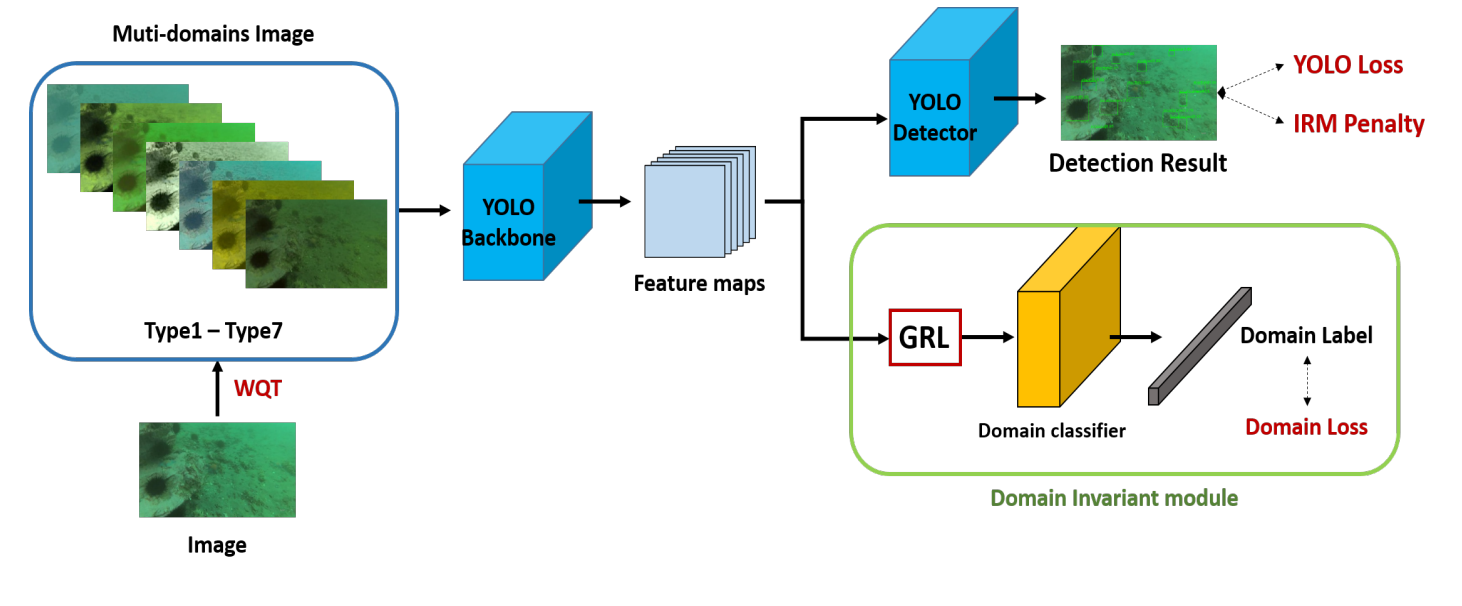 Muti-domains Image
Type1 – Type7
WQT
Image
YOLO
Backbone
Feature maps
YOLO
Detector
Detection Result
YOLO Loss
IRM Penalty
GRL
Domain classifier
Domain Label
Domain Loss
Domain Invariant module